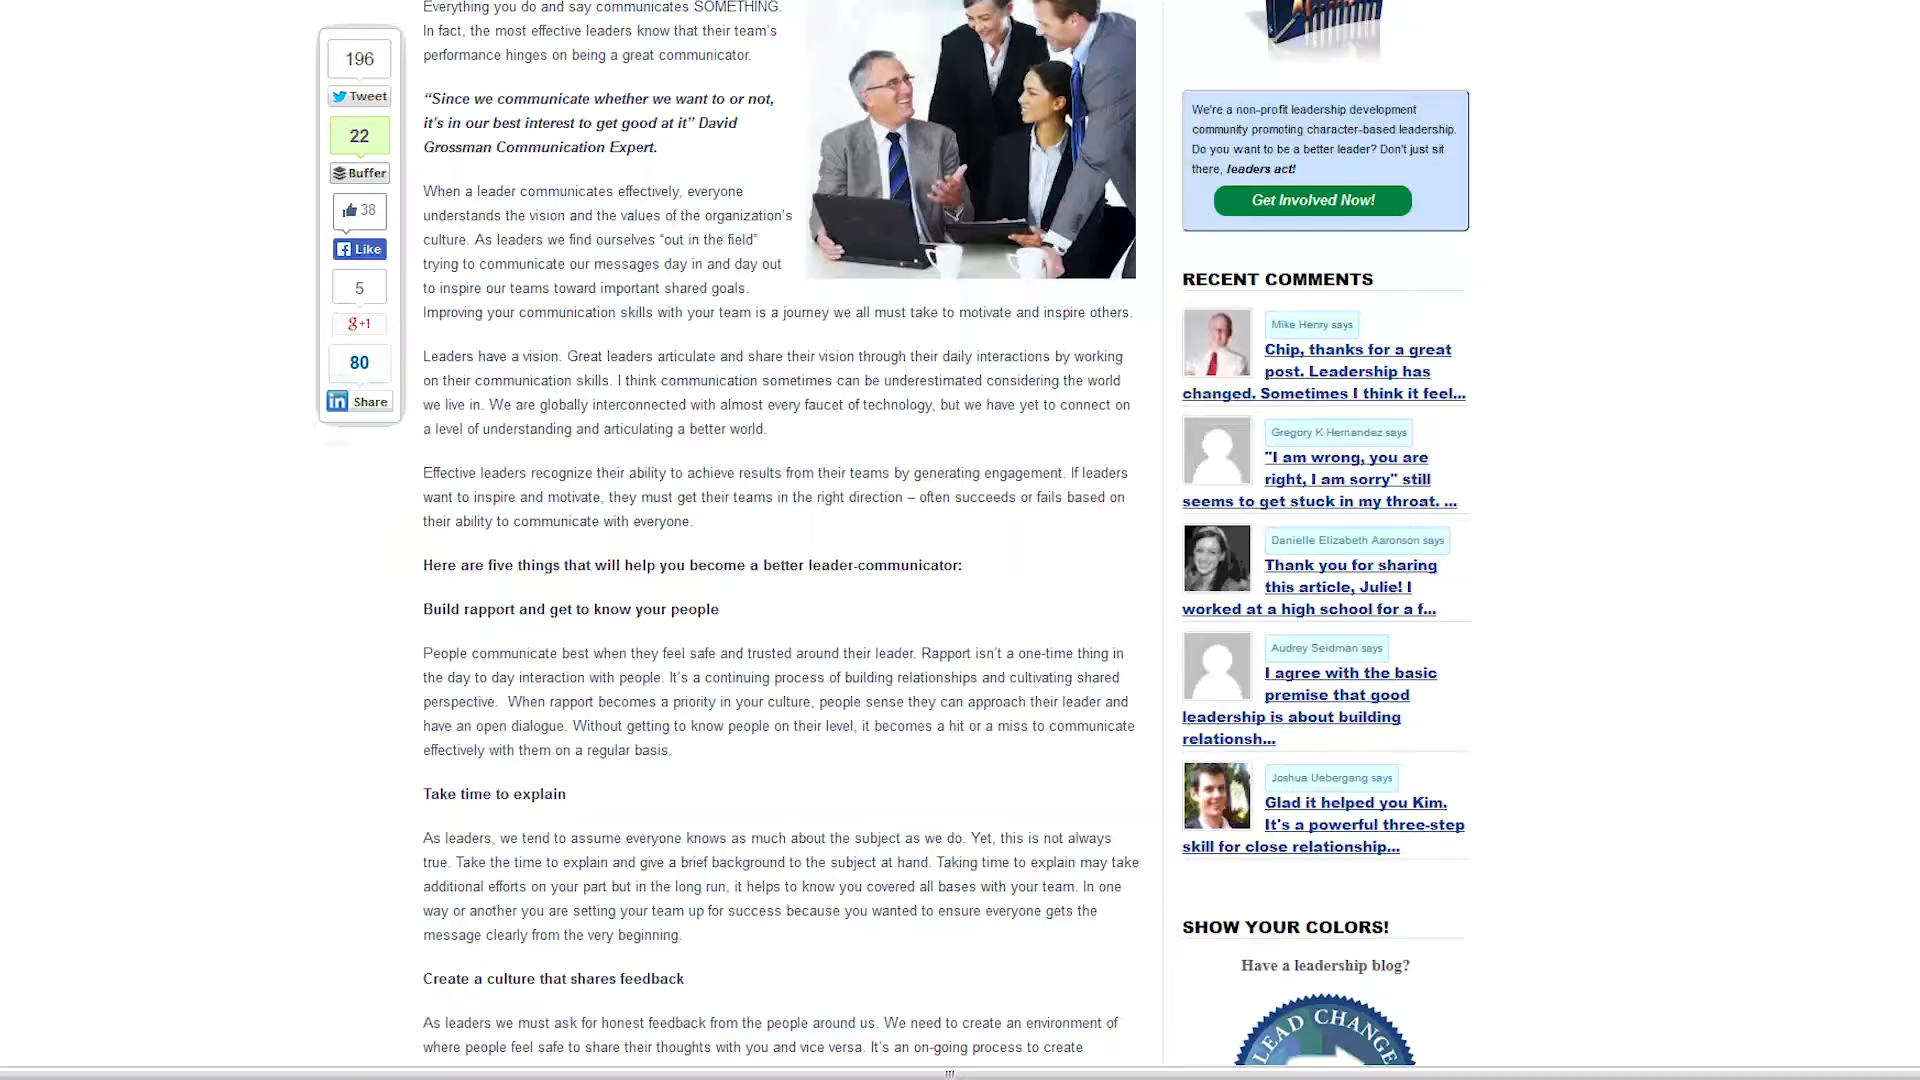 196
Tweet
22
Buffer
38
Like
5
g+1
80
in Share
Everything you do and say communicates SOMETHING.
In fact, the most effective leaders know that their team’s
performance hinges on being a great communicator.
“Since we communicate whether we want to or not,
it’s in our best interest to get good at it” David
Grossman Communication Expert.
When a leader communicates effectively, everyone
understands the vision and the values of the organization’s
culture. As leaders we find ourselves “out in the field”
trying to communicate our messages day in and day out
to inspire our teams toward important shared goals.
Improving your communication skills with your team is a journey we all must take to motivate and inspire others.
Leaders have a vision. Great leaders articulate and share their vision through their daily interactions by working
on their communication skills. I think communication sometimes can be underestimated considering the world
we live in. We are globally interconnected with almost every faucet of technology, but we have yet to connect on
a level of understanding and articulating a better world.
Effective leaders recognize their ability to achieve results from their teams by generating engagement. If leaders
want to inspire and motivate, they must get their teams in the right direction – often succeeds or fails based on
their ability to communicate with everyone.
Here are five things that will help you become a better leader-communicator:
Build rapport and get to know your people
People communicate best when they feel safe and trusted around their leader. Rapport isn’t a one-time thing in
the day to day interaction with people. It’s a continuing process of building relationships and cultivating shared
perspective.  When rapport becomes a priority in your culture, people sense they can approach their leader and
have an open dialogue. Without getting to know people on their level, it becomes a hit or a miss to communicate
effectively with them on a regular basis.
Take time to explain
As leaders, we tend to assume everyone knows as much about the subject as we do. Yet, this is not always
true. Take the time to explain and give a brief background to the subject at hand. Taking time to explain may take
additional efforts on your part but in the long run, it helps to know you covered all bases with your team. In one
way or another you are setting your team up for success because you wanted to ensure everyone gets the
message clearly from the very beginning.
Create a culture that shares feedback
As leaders we must ask for honest feedback from the people around us. We need to create an environment of
where people feel safe to share their thoughts with you and vice versa. It’s an on-going process to create
We're a non-profit leadership development
community promoting character-based leadership.
Do you want to be a better leader? Don't just sit
there, leaders act!
Get Involved Now!
RECENT COMMENTS
Mike Henry says
Chip, thanks for a great
post. Leadership has
changed. Sometimes I think it feel...
Gregory K Hernandez says
"I am wrong, you are
right, I am sorry" still
seems to get stuck in my throat. ...
Danielle Elizabeth Aaronson says
Thank you for sharing
this article, Julie! I
worked at a high school for a f...
Audrey Seidman says
I agree with the basic
premise that good
leadership is about building
relationsh...
Joshua Uebergang says
Glad it helped you Kim.
It's a powerful three-step
skill for close relationship...
SHOW YOUR COLORS!
Have a leadership blog?
LEAD CHANGE